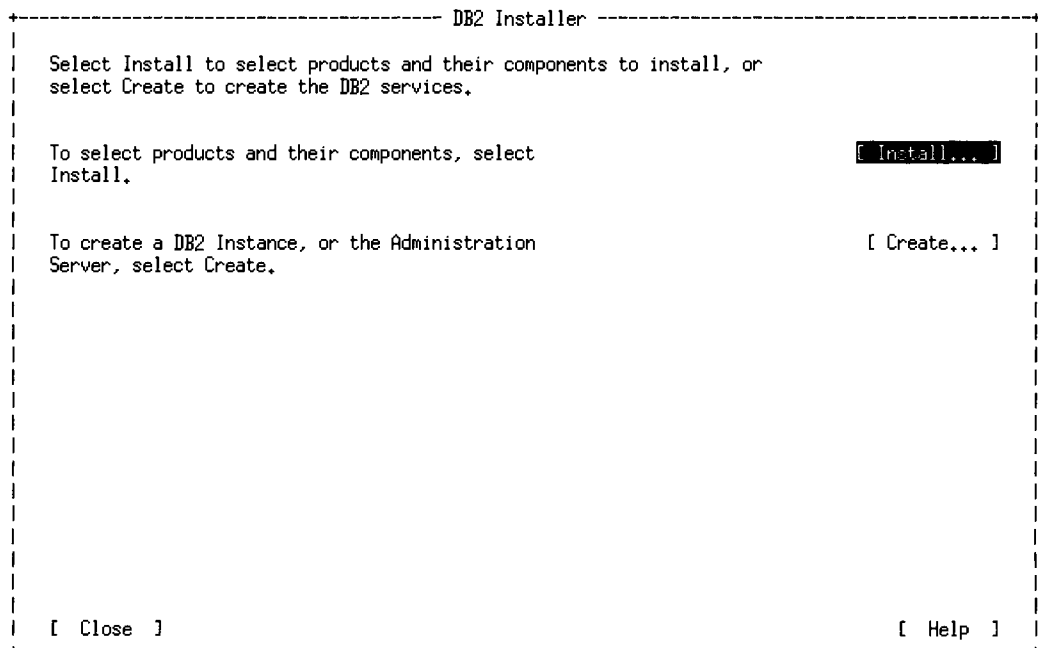 DB2 Installer
Select Install to select products and their components to install, or
select Create to create the DB2 services.
To select products and their components, select
[ Install... ]
Install.
To create a DB2 Instance, or the Administration
[ Create... ]
Server, select Create.
[ Close ]
[ Help ]